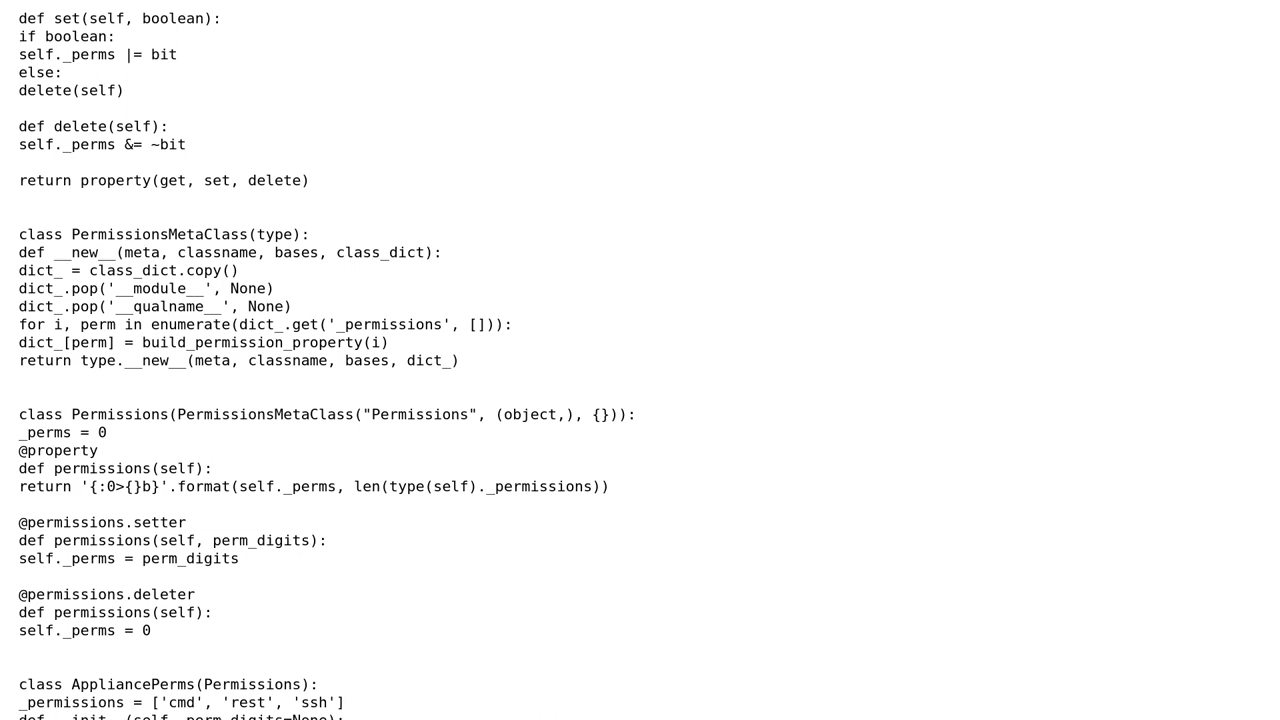 def set(self, boolean):
if boolean:
self._perms |= bit
else:
delete(self)
def delete(self):
self._perms &= ~bit
return property(get, set, delete)
class PermissionsMetaClass(type):
def __new__(meta, classname, bases, class_dict):
dict_ = class_dict.copy()
dict_.pop('__module__', None)
dict_.pop('__qualname__', None)
for i, perm in enumerate(dict_.get('_permissions', [])):
dict_[perm] = build_permission_property(i)
return type.__new__(meta, classname, bases, dict_)
class Permissions(PermissionsMetaClass("Permissions", (object,), {})):
_perms = 0
@property
def permissions(self):
return '{:0>{}b}'.format(self._perms, len(type(self)._permissions))
@permissions.setter
def permissions(self, perm_digits):
self._perms = perm_digits
@permissions.deleter
def permissions(self):
self._perms = 0
class AppliancePerms(Permissions):
_permissions = ['cmd', 'rest', 'ssh']
def __init__(self, perm_digits=None):